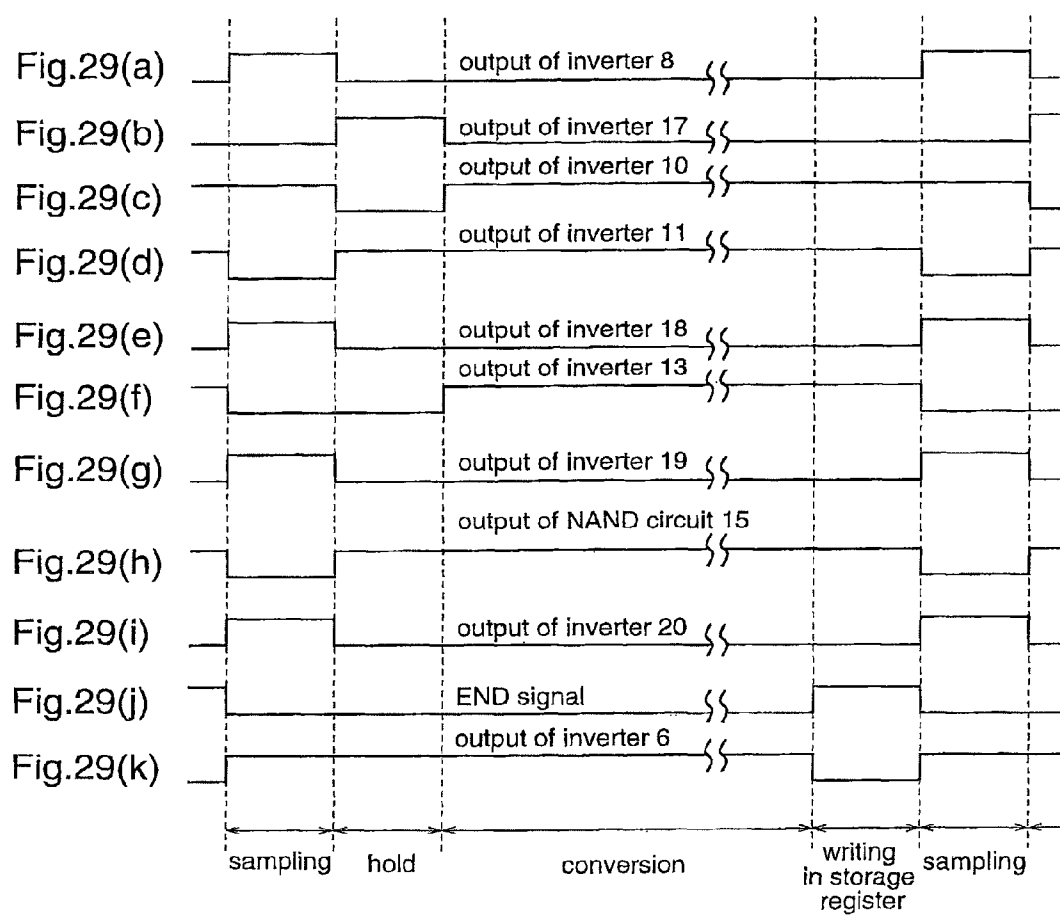 Fig.29(a)
output of inverter 8
Fig.29(b)
output of inverter 17
Fig.29(c)
output of inverter 10
Fig.29(d)
output of inverter 11
Fig.29(e)
output of inverter 18
Fig.29(f)
output of inverter 13
Fig.29(g)
output of inverter 19
Fig.29(h)
output of NAND circuit 15
Fig.29(i)
output of inverter 20
Fig.29(j)
END signal
Fig.29(k)
output of inverter 6
sampling
hold
conversion
writing
in storage
register
sampling